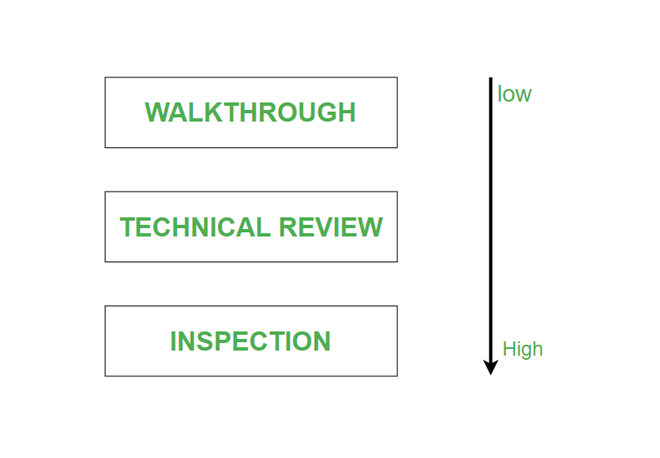 WALKTHROUGH
low
TECHNICAL REVIEW
INSPECTION
High